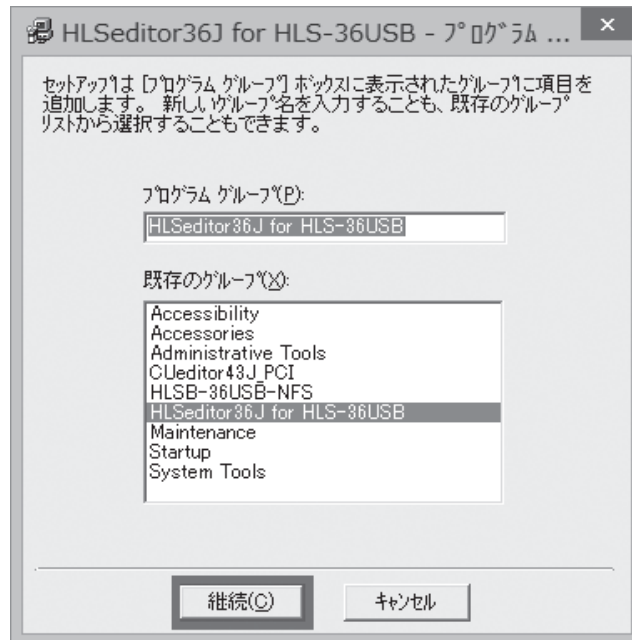 HLSeditor36J for HLS-36USB - プログラム ...
セットアップは [プログラム グループ] ボックスに表示されたグループに項目を
追加します。 新しいグループ名を入力することも、既存のグループ
リストから選択することもできます。
プログラム グループ(P):
HLSeditor36J for HLS-36USB
既存のグループ(X):
Accessibility
Accessories
Administrative Tools
CUeditor43J_PCI
HLSB-36USB-NFS
HLSeditor36J for HLS-36USB
Maintenance
Startup
System Tools
継続(C)
キャンセル